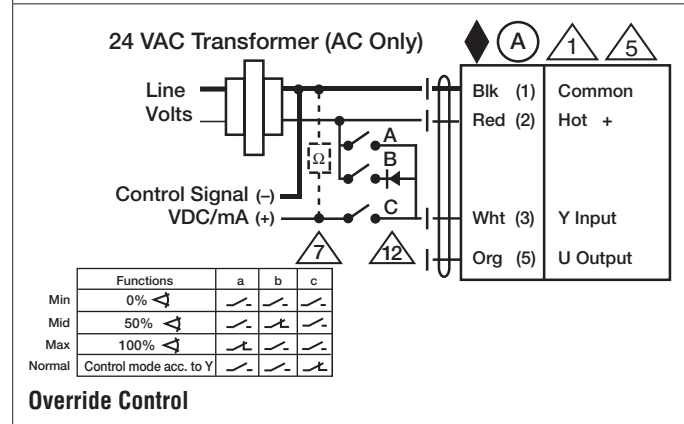 24 VAC Transformer (AC Only)
A
1
5
Line
Volts
Blk (1) Common
Red (2) Hot +
A
Ω
B
Control Signal (–)
VDC/mA (+)
C
Wht (3) Y Input
7
12
Org (5) U Output
Functions a b c
Min 0%
Mid 50%
Max 100%
Normal Control mode acc. to Y
Override Control